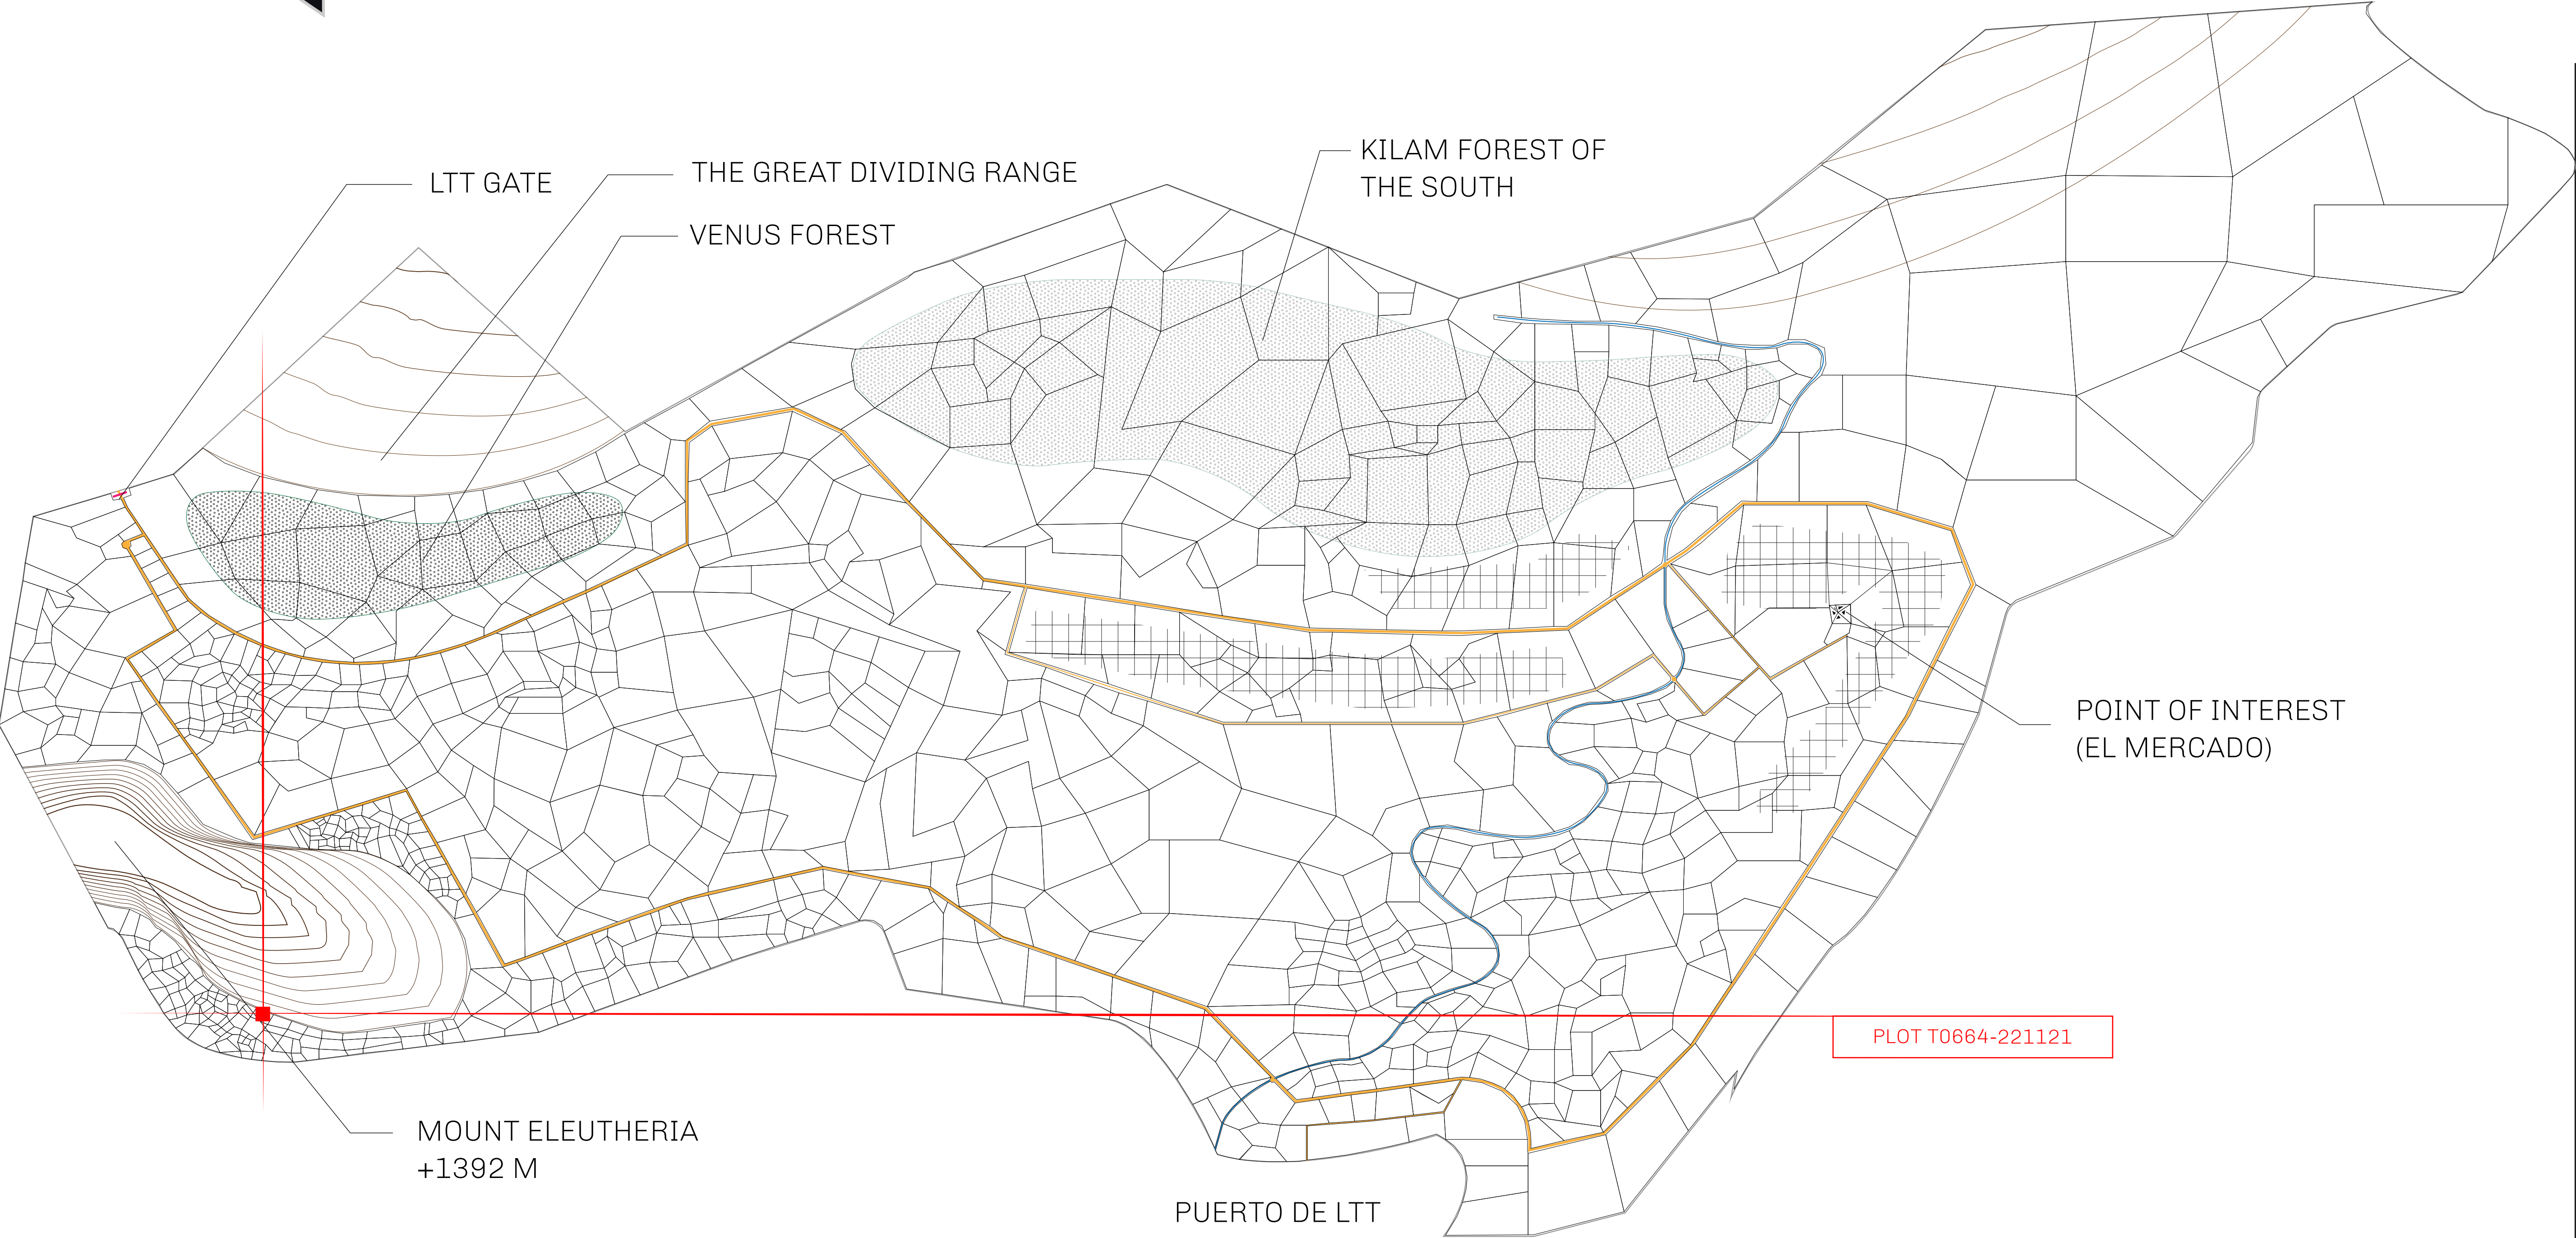 KILAM FOREST OF
THE SOUTH
THE GREAT DIVIDING RANGE
LTT GATE
VENUS FOREST
POINT OF INTEREST
(EL MERCADO)
PLOT T0664-221121
MOUNT ELEUTHERIA
+1392 M
PUERTO DE LTT